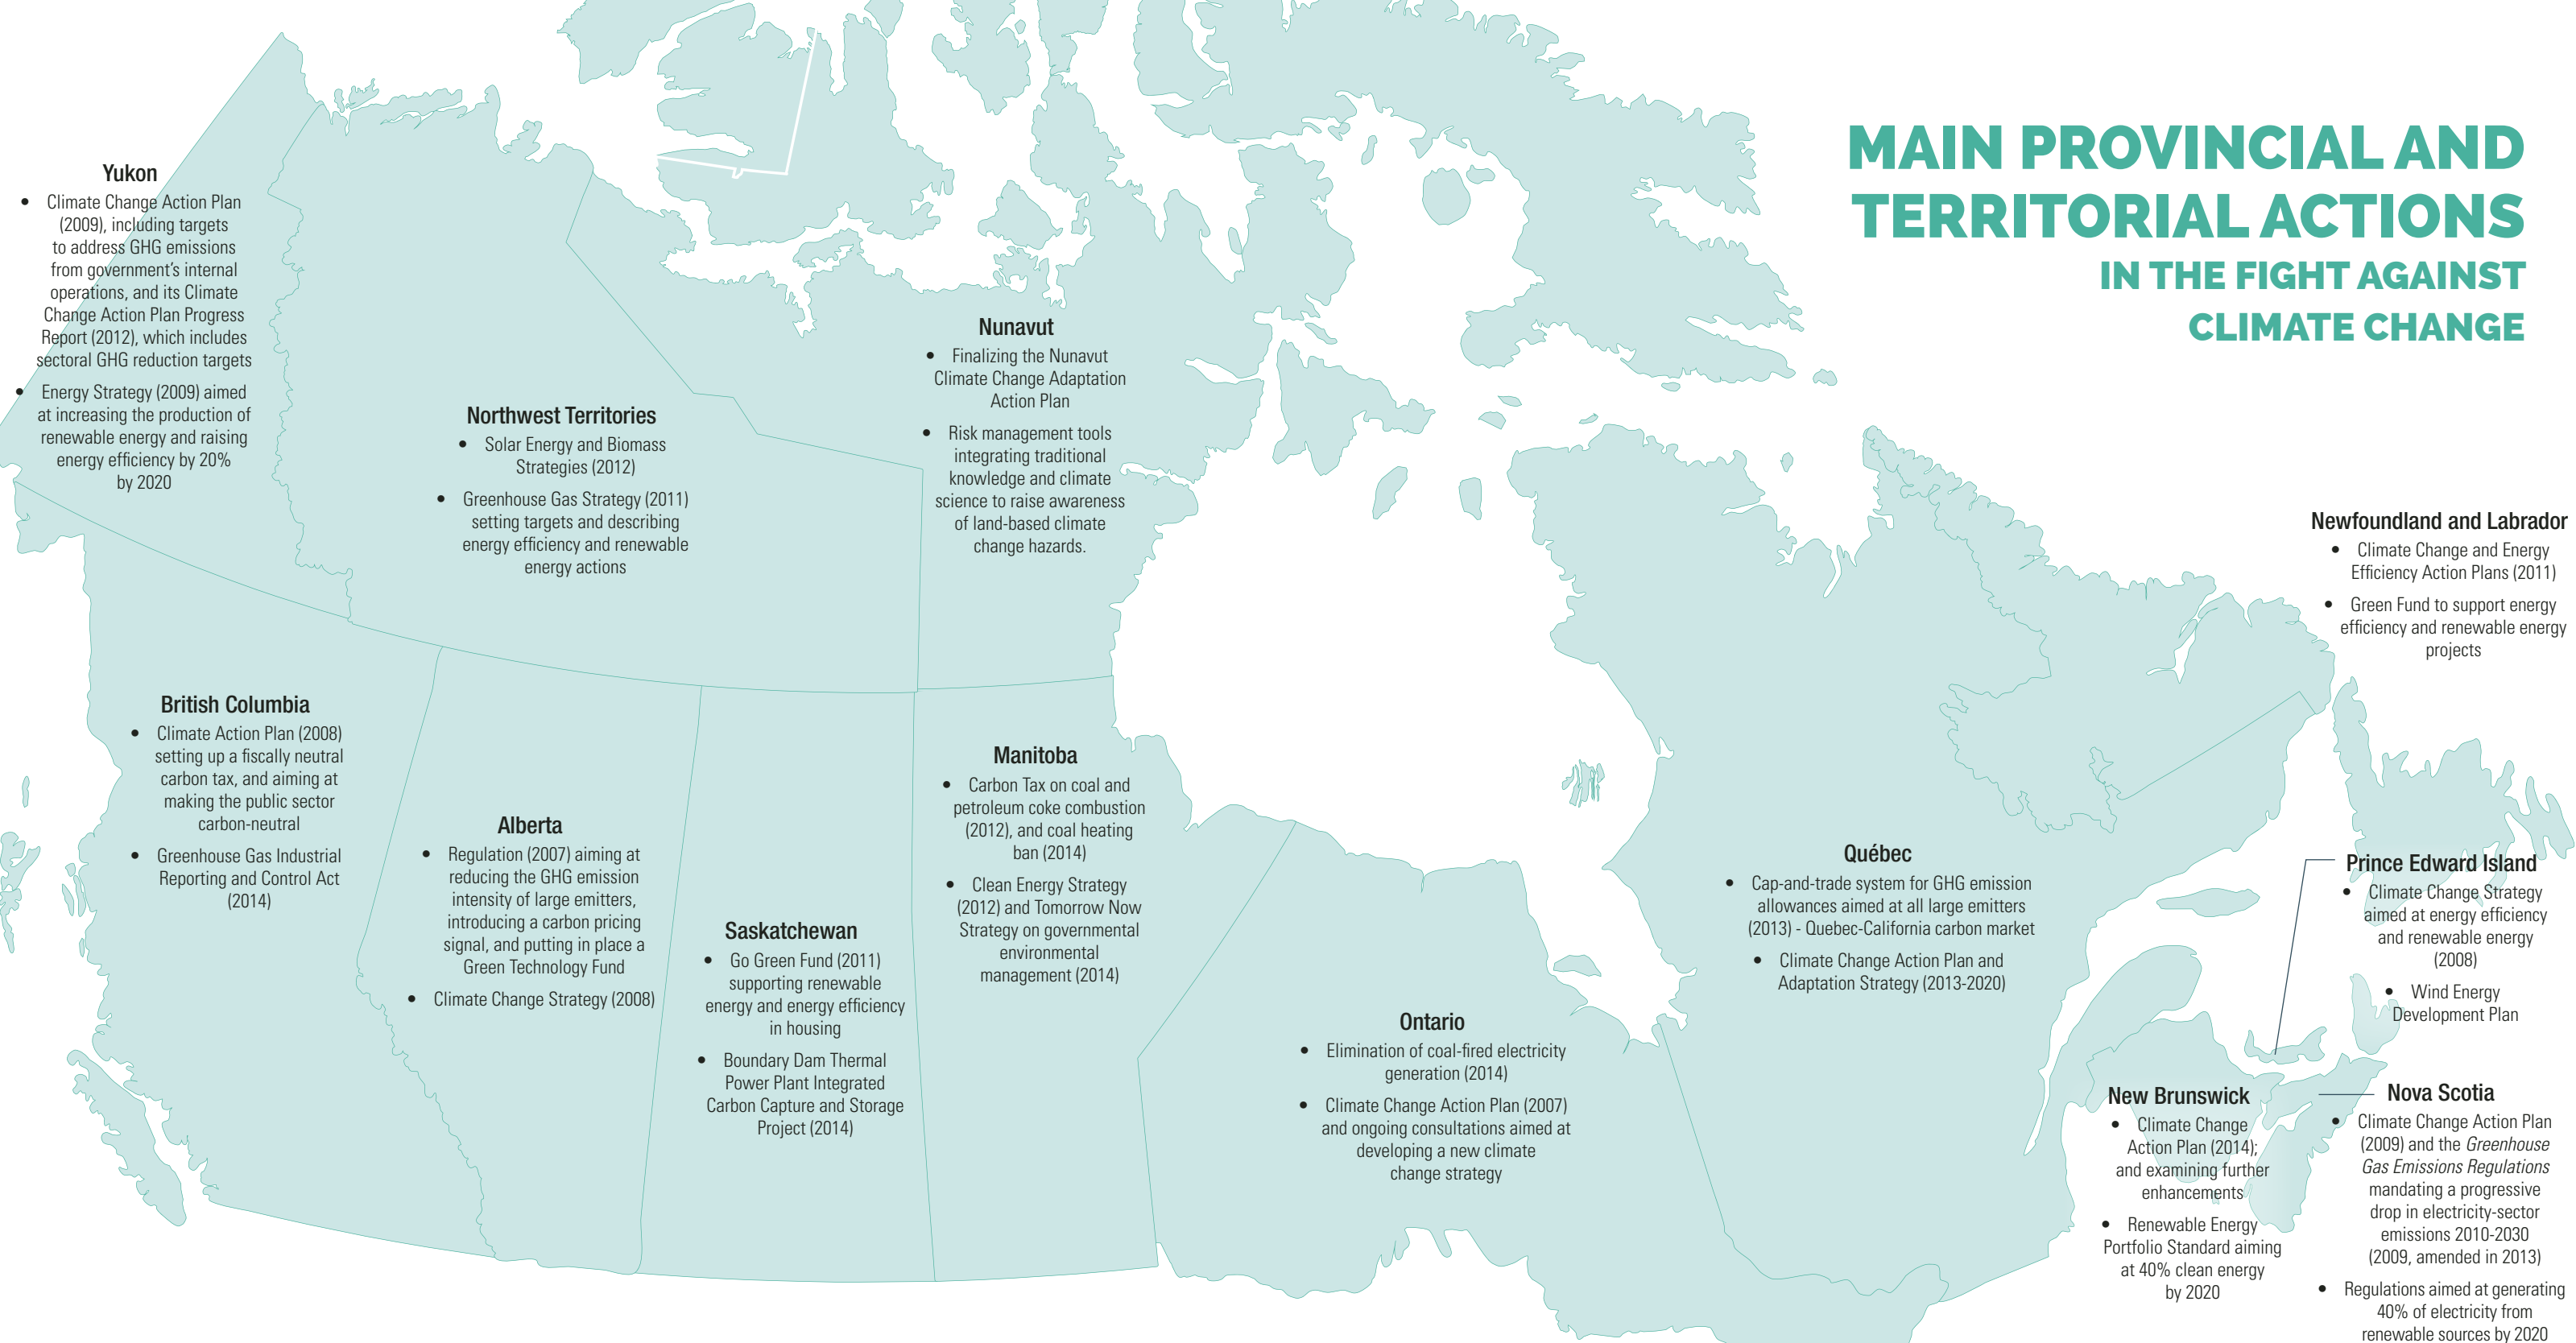 MAIN PROVINCIAL AND
TERRITORIAL ACTIONS
IN THE FIGHT AGAINST
CLIMATE CHANGE
Yukon
• Climate Change Action Plan
(2009), including targets
to address GHG emissions
from government's internal
operations, and its Climate
Change Action Plan Progress
Report (2012), which includes
sectoral GHG reduction targets
• Energy Strategy (2009) aimed
at increasing the production of
renewable energy and raising
energy efficiency by 20%
by 2020
Northwest Territories
• Solar Energy and Biomass
Strategies (2012)
• Greenhouse Gas Strategy (2011)
setting targets and describing
energy efficiency and renewable
energy actions
Nunavut
• Finalizing the Nunavut
Climate Change Adaptation
Action Plan
• Risk management tools
integrating traditional
knowledge and climate
science to raise awareness
of land-based climate
change hazards.
Newfoundland and Labrador
• Climate Change and Energy
Efficiency Action Plans (2011)
• Green Fund to support energy
efficiency and renewable energy
projects
British Columbia
• Climate Action Plan (2008)
setting up a fiscally neutral
carbon tax, and aiming at
making the public sector
carbon-neutral
• Greenhouse Gas Industrial
Reporting and Control Act
(2014)
Alberta
• Regulation (2007) aiming at
reducing the GHG emission
intensity of large emitters,
introducing a carbon pricing
signal, and putting in place a
Green Technology Fund
• Climate Change Strategy (2008)
Saskatchewan
• Go Green Fund (2011)
supporting renewable
energy and energy efficiency
in housing
• Boundary Dam Thermal
Power Plant Integrated
Carbon Capture and Storage
Project (2014)
Manitoba
• Carbon Tax on coal and
petroleum coke combustion
(2012), and coal heating
ban (2014)
• Clean Energy Strategy
(2012) and Tomorrow Now
Strategy on governmental
environmental
management (2014)
Ontario
• Elimination of coal-fired electricity
generation (2014)
• Climate Change Action Plan (2007)
and ongoing consultations aimed at
developing a new climate
change strategy
Québec
• Cap-and-trade system for GHG emission
allowances aimed at all large emitters
(2013) - Quebec-California carbon market
• Climate Change Action Plan and
Adaptation Strategy (2013-2020)
Prince Edward Island
• Climate Change Strategy
aimed at energy efficiency
and renewable energy
(2008)
• Wind Energy
Development Plan
New Brunswick
• Climate Change
Action Plan (2014);
and examining further
enhancements
• Renewable Energy
Portfolio Standard aiming
at 40% clean energy
by 2020
Nova Scotia
• Climate Change Action Plan
(2009) and the Greenhouse
Gas Emissions Regulations
mandating a progressive
drop in electricity-sector
emissions 2010-2030
(2009, amended in 2013)
• Regulations aimed at generating
40% of electricity from
renewable sources by 2020